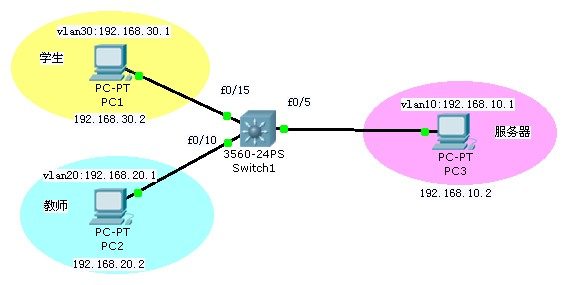 vlan30:192.168.30.1
学生
PC-PT
PC1
192.168.30.2
f0/15
f0/5
f0/10
3560-24PS
Switch1
vlan10:192.168.10.1
服务器
PC-PT
PC3
192.168.10.2
vlan20:192.168.20.1
教师
PC-PT
PC2
192.168.20.2